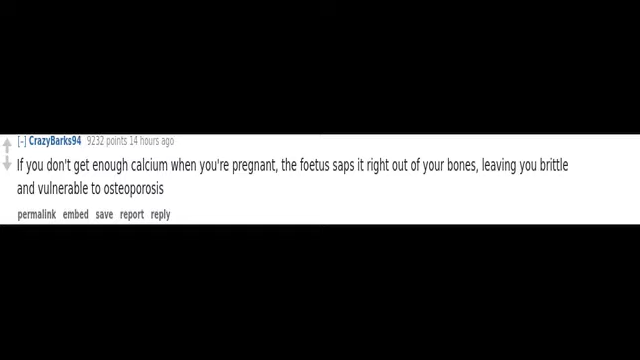 [-] CrazyBarks94 9232 points 14 hours ago
If you don't get enough calcium when you're pregnant, the foetus saps it right out of your bones, leaving you brittle
and vulnerable to osteoporosis
permalink embed save report reply